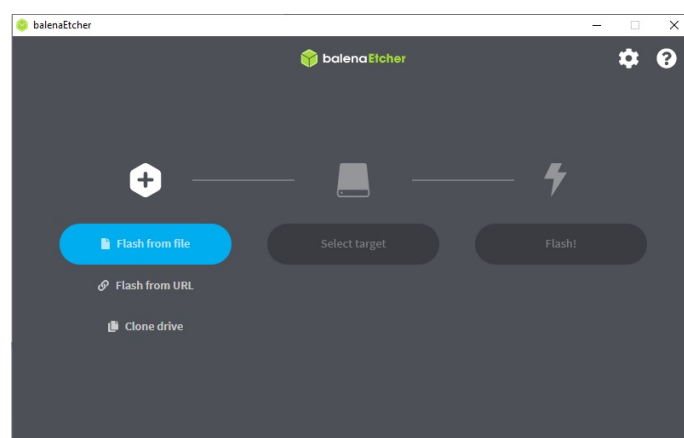 balenaEtcher
balenaEtcher
Flash from file
Select target
Flash!
Flash from URL
Clone drive